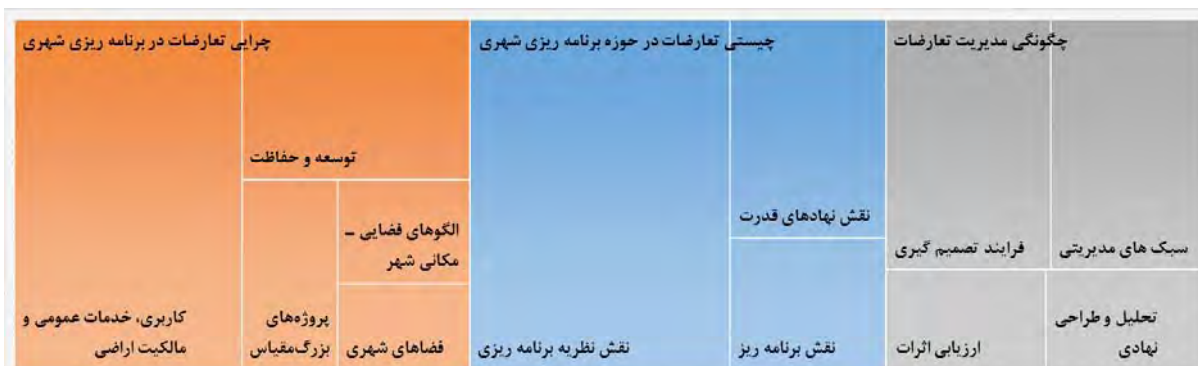 چگونگی مدیریت تعارضات
سبک های مدیریتی
فرایند تصمیم گیری
تحلیل و طراحی
نهادی
ارزیابی اثرات
چیستی تعارضات در حوزه برنامه ریزی شهری
نقش نهادهای قدرت
نقش برنامه ریز
نقش نظریه برنامه ریزی
چرایی تعارضات در برنامه ریزی شهری
توسعه و حفاظت
الگوهای فضایی –
مکانی شهر
فضاهای شهری
پروژه‌های
بزرگ‌مقیاس
کاربری، خدمات عمومی و
مالکیت اراضی